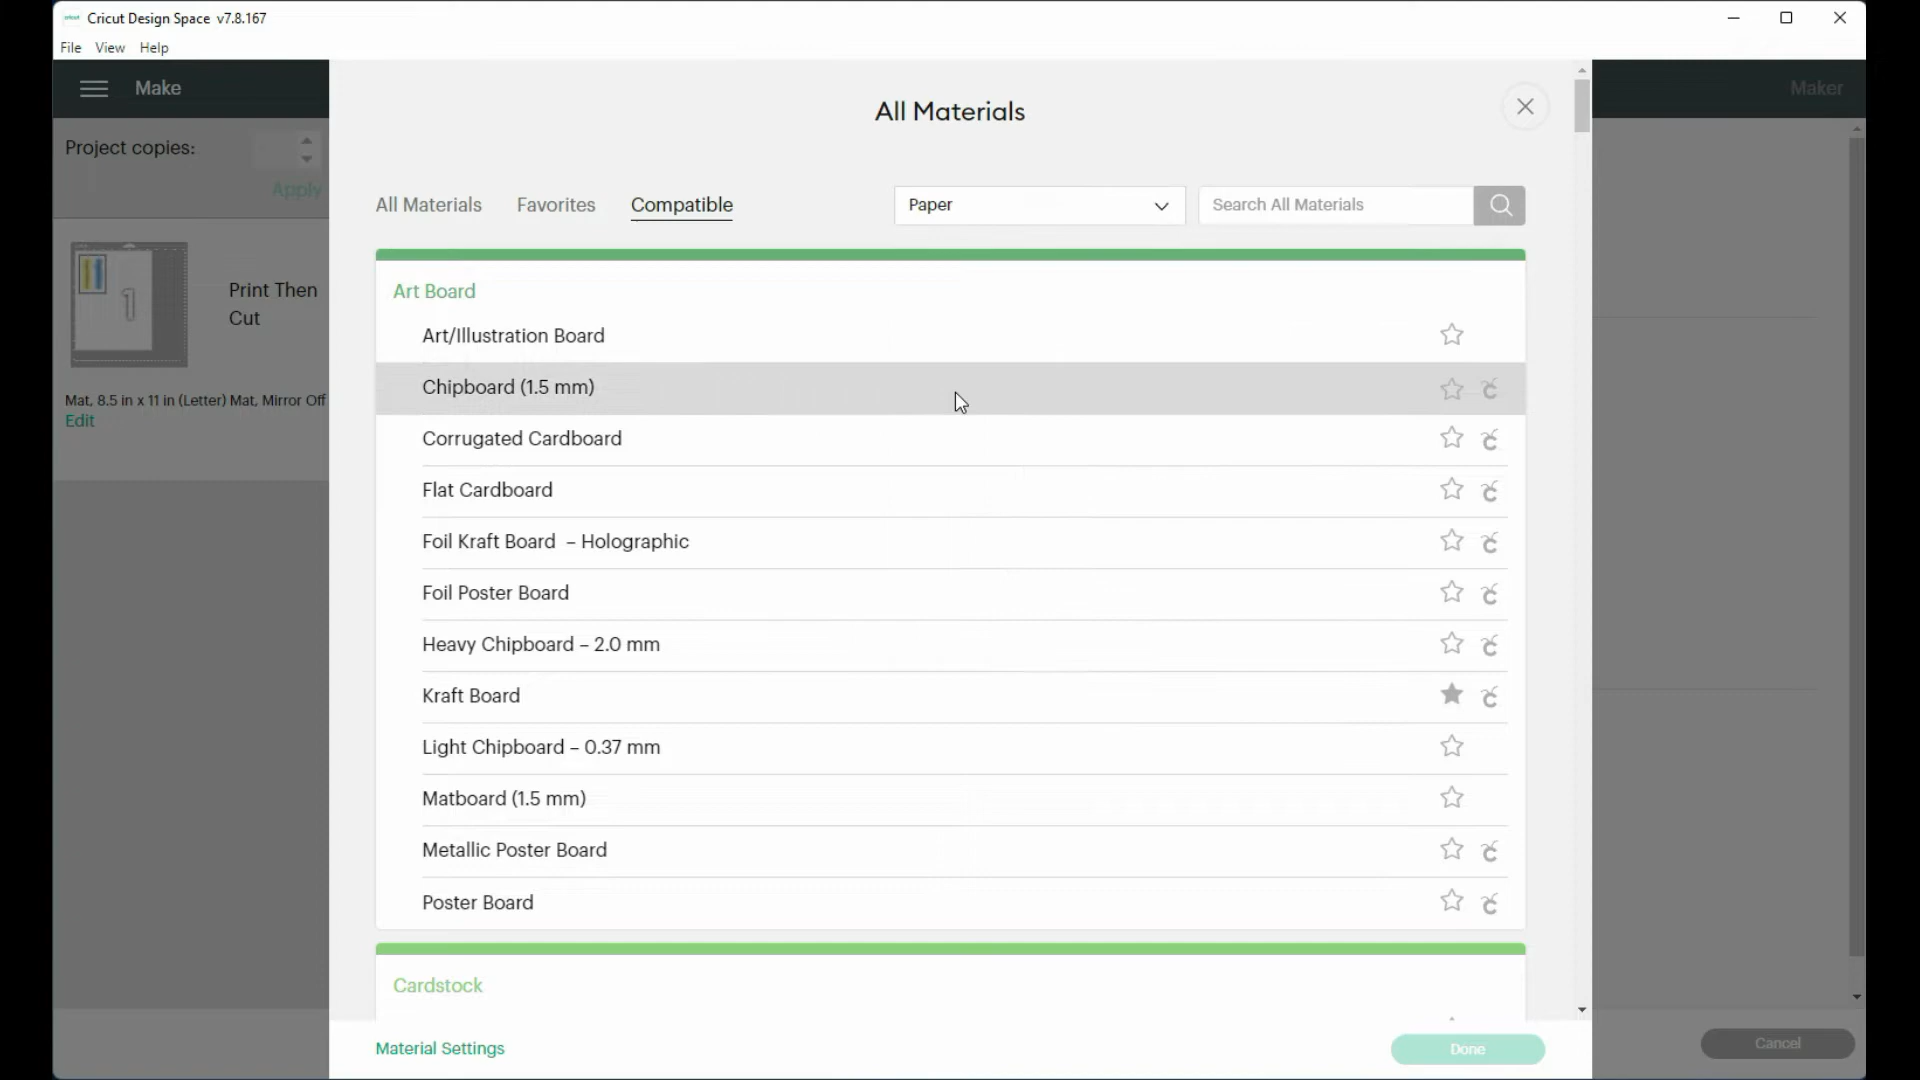 Cricut Design Space v7.8.167
File View Help
Make
Maker
Project copies:
Apply
Print Then
Cut
Mat, 8.5 in x 11 in (Letter) Mat, Mirror Off
Edit
All Materials
All Materials Favorites Compatible
Paper
Search All Materials
Art Board
Art/Illustration Board
Chipboard (1.5 mm)
Corrugated Cardboard
Flat Cardboard
Foil Kraft Board – Holographic
Foil Poster Board
Heavy Chipboard – 2.0 mm
Kraft Board
Light Chipboard – 0.37 mm
Matboard (1.5 mm)
Metallic Poster Board
Poster Board
Cardstock
Material Settings
Done
Cancel